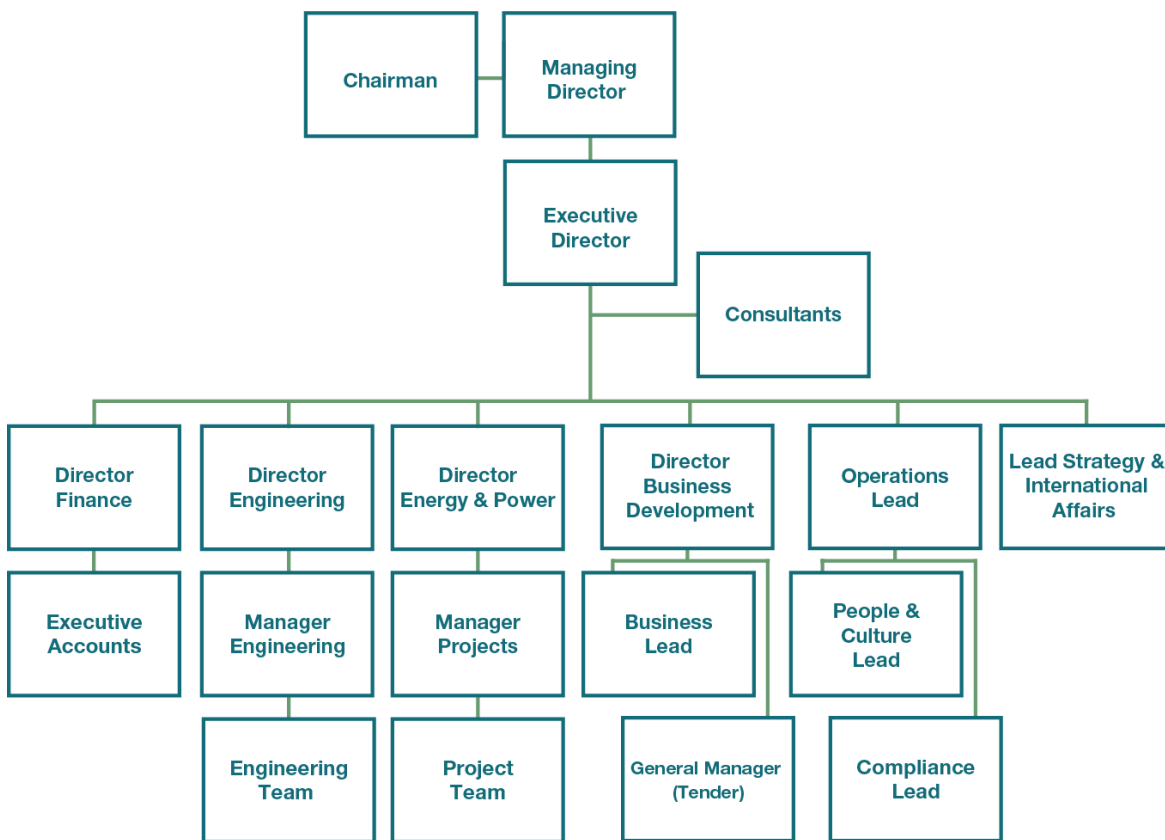 Chairman
Managing
Director
Executive
Director
Consultants
Director
Finance
Director
Engineering
Director
Energy & Power
Director
Business
Development
Operations
Lead
Lead Strategy &
International
Affairs
Executive
Accounts
Manager
Engineering
Manager
Projects
Business
Lead
People &
Culture
Lead
Engineering
Team
Project
Team
General Manager
(Tender)
Compliance
Lead